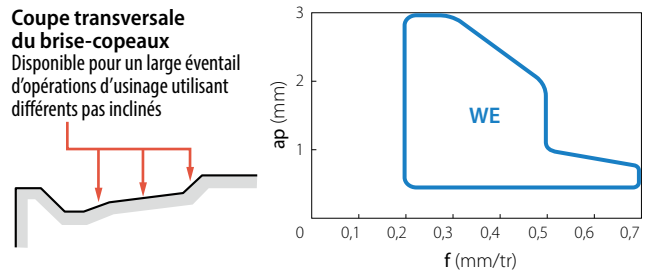 Coupe transversale
du brise-copeaux
Disponible pour un large éventail
d'opérations d'usinage utilisant
différents pas inclinés
3
2
1
ap (mm)
WE
0
0,1
0,2
0,3
0,4
0,5
0,6
0,7
f (mm/tr)